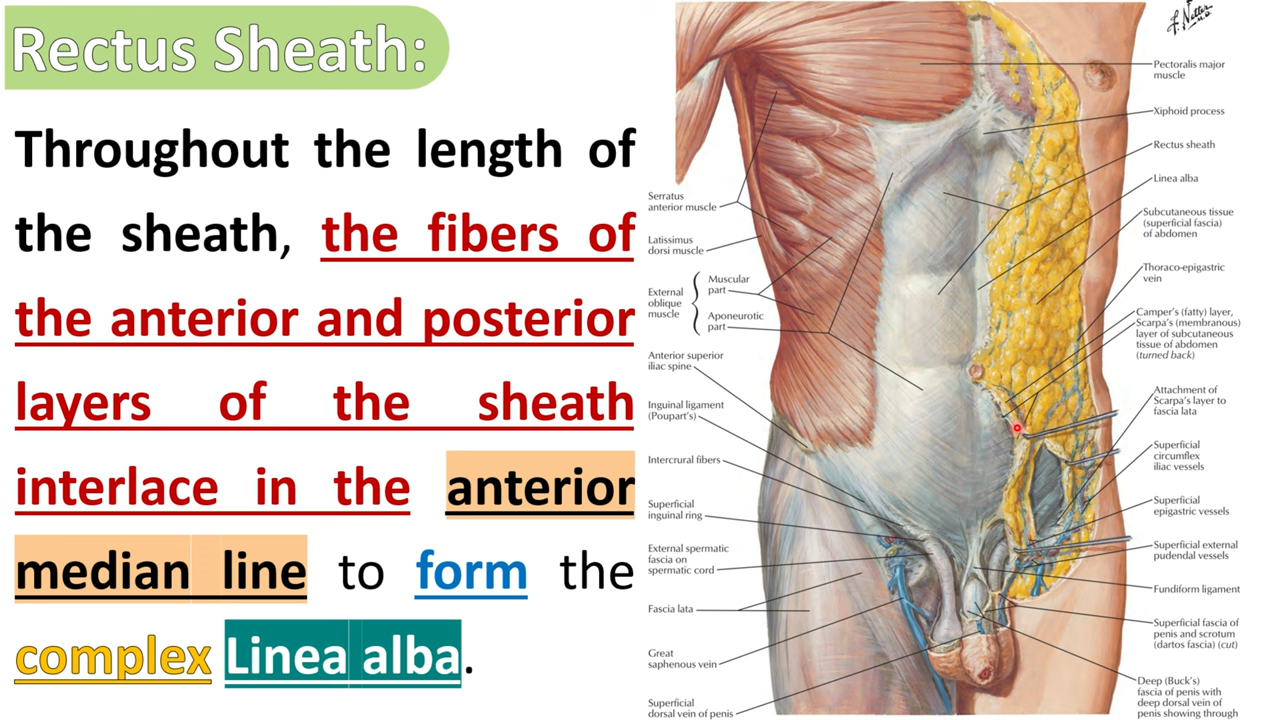 Rectus Sheath:
Throughout the length of
the sheath, the fibers of
the anterior and posterior
layers of the sheath
interlace in the anterior
median line to form the
complex Linea alba.
Serratus
anterior muscle
Latissimus
dorsi muscle
External
oblique
muscle
Muscular
part
Aponeurotic
part
Anterior superior
iliac spine
Inguinal ligament
(Poupart's)
Intercrural fibers
Superficial
inguinal ring
External spermatic
fascia on
spermatic cord
Fascia lata
Great
saphenous vein
Superficial
dorsal vein of penis
F. Netter
M.D.
Pectoralis major
muscle
Xiphoid process
Rectus sheath
Linea alba
Subcutaneous tissue
(superficial fascia)
of abdomen
Thoraco-epigastric
vein
Camper's (fatty) layer,
Scarpa's (membranous)
layer of subcutaneous
tissue of abdomen
(turned back)
Attachment of
Scarpa's layer to
fascia lata
Superficial
circumflex
iliac vessels
Superficial
epigastric vessels
Superficial external
pudendal vessels
Fundiform ligament
Superficial fascia of
penis and scrotum
(dartos fascia) (cut)
Deep (Buck's)
fascia of penis with
deep dorsal vein of
penis showing through